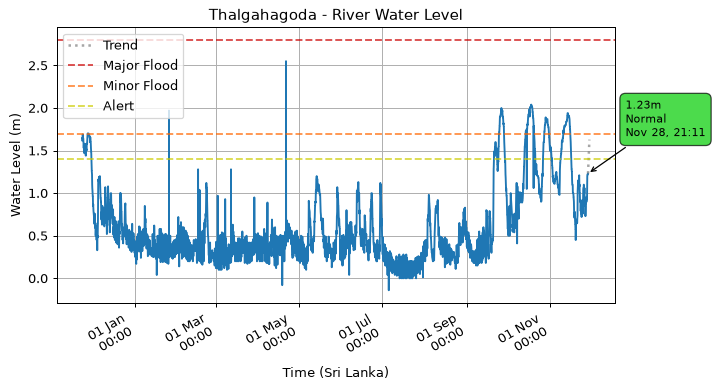 Thalgahagoda - River Water Level
Trend
Major Flood
Minor Flood
Alert
2.5
2.0
1.5
1.0
0.5
0.0
Water Level (m)
1.23m
Normal
Nov 28, 21:11
01 Jan
00:00
01 Mar
00:00
01 May
00:00
01 Jul
00:00
01 Sep
00:00
01 Nov
00:00
Time (Sri Lanka)